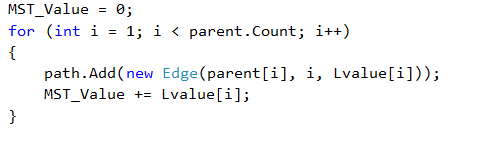 MST_Value = 0;
for (int i = 1; i < parent.Count; i++)
{
    path.Add(new Edge(parent[i], i, Lvalue[i]));
    MST_Value += Lvalue[i];
}